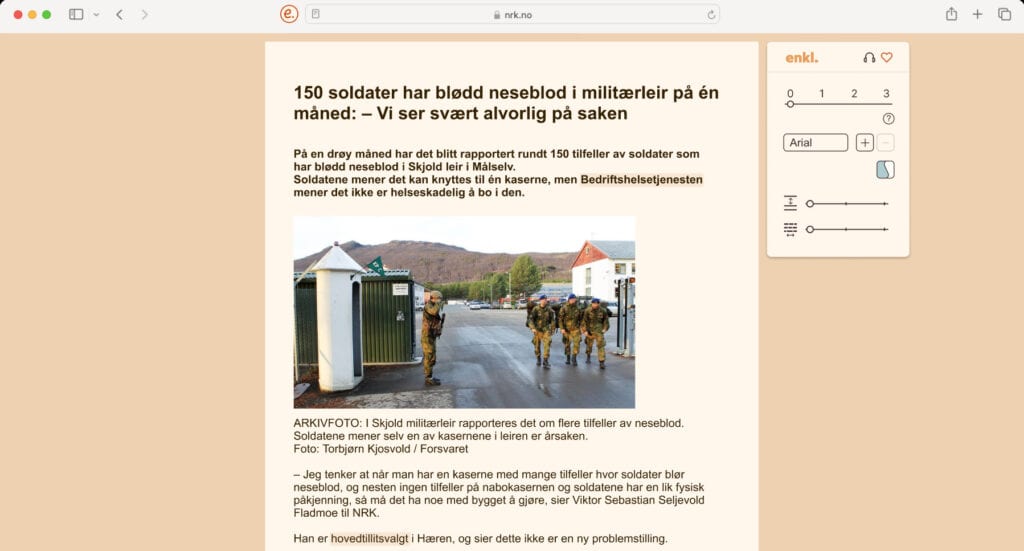 e.
nrk.no
150 soldater har blødd neseblod i militærleir på én
måned: – Vi ser svært alvorlig på saken
På en drøy måned har det blitt rapportert rundt 150 tilfeller av soldater som
har blødd neseblod i Skjold leir i Målselv.
Soldatene mener det kan knyttes til én kaserne, men Bedriftshelsetjenesten
mener det ikke er helseskadelig å bo i den.
ARKIVFOTO: I Skjold militærleir rapporteres det om flere tilfeller av neseblod.
Soldatene mener selv en av kasernene i leiren er årsaken.
Foto: Torbjørn Kjosvold / Forsvaret
– Jeg tenker at når man har en kaserne med mange tilfeller hvor soldater blør
neseblod, og nesten ingen tilfeller på nabokasernen og soldatene har en lik fysisk
påkjenning, så må det ha noe med bygget å gjøre, sier Viktor Sebastian Seljevold
Fladmoe til NRK.
Han er hovedtillitsvalgt i Hæren, og sier dette ikke er en ny problemstilling.
enkl.
0 1 2 3
?
Arial + −